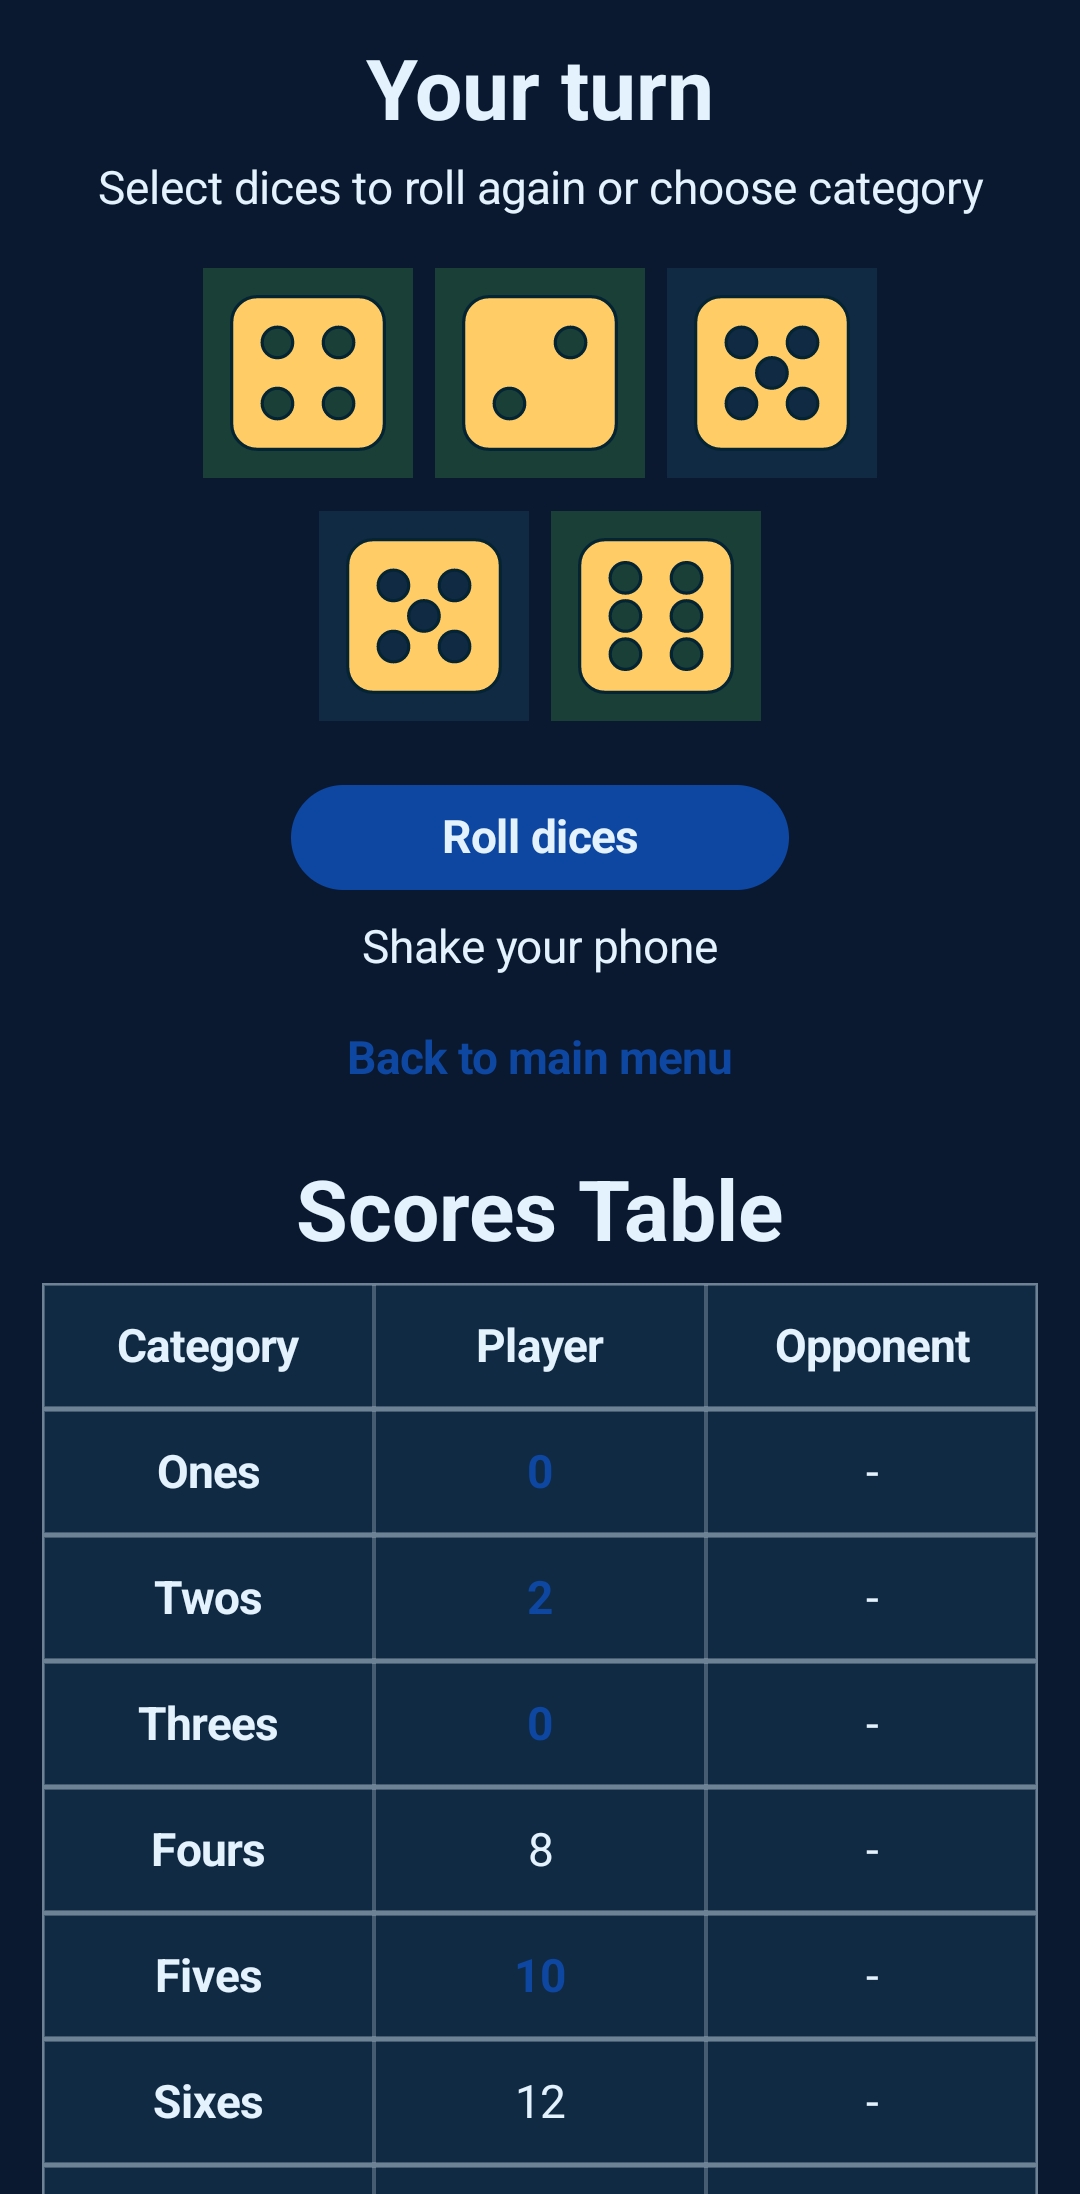 Your turn
Select dices to roll again or choose category
Roll dices
Shake your phone
Back to main menu
Scores Table
Category Player Opponent
Ones 0 -
Twos 2 -
Threes 0 -
Fours 8 -
Fives 10 -
Sixes 12 -